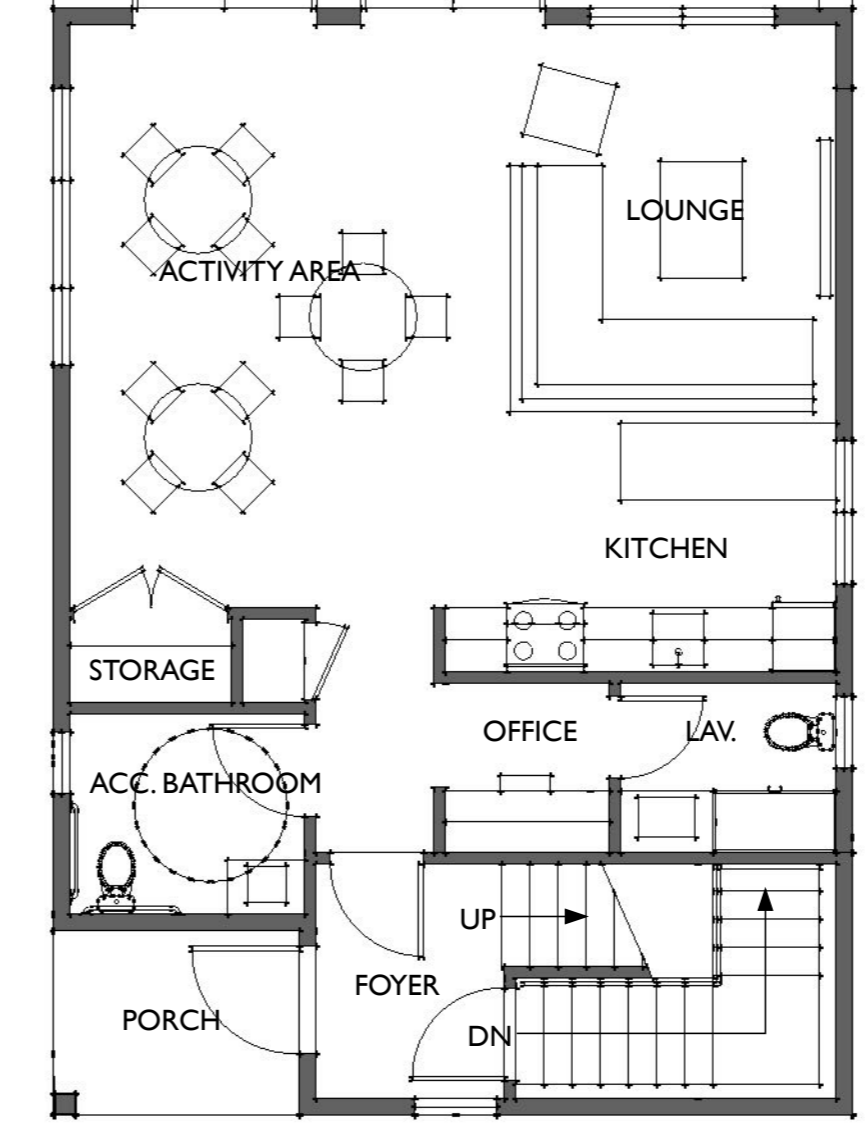 LOUNGE
ACTIVITY AREA
KITCHEN
STORAGE
OFFICE
LAV.
ACC. BATHROOM
UP
FOYER
PORCH
DN